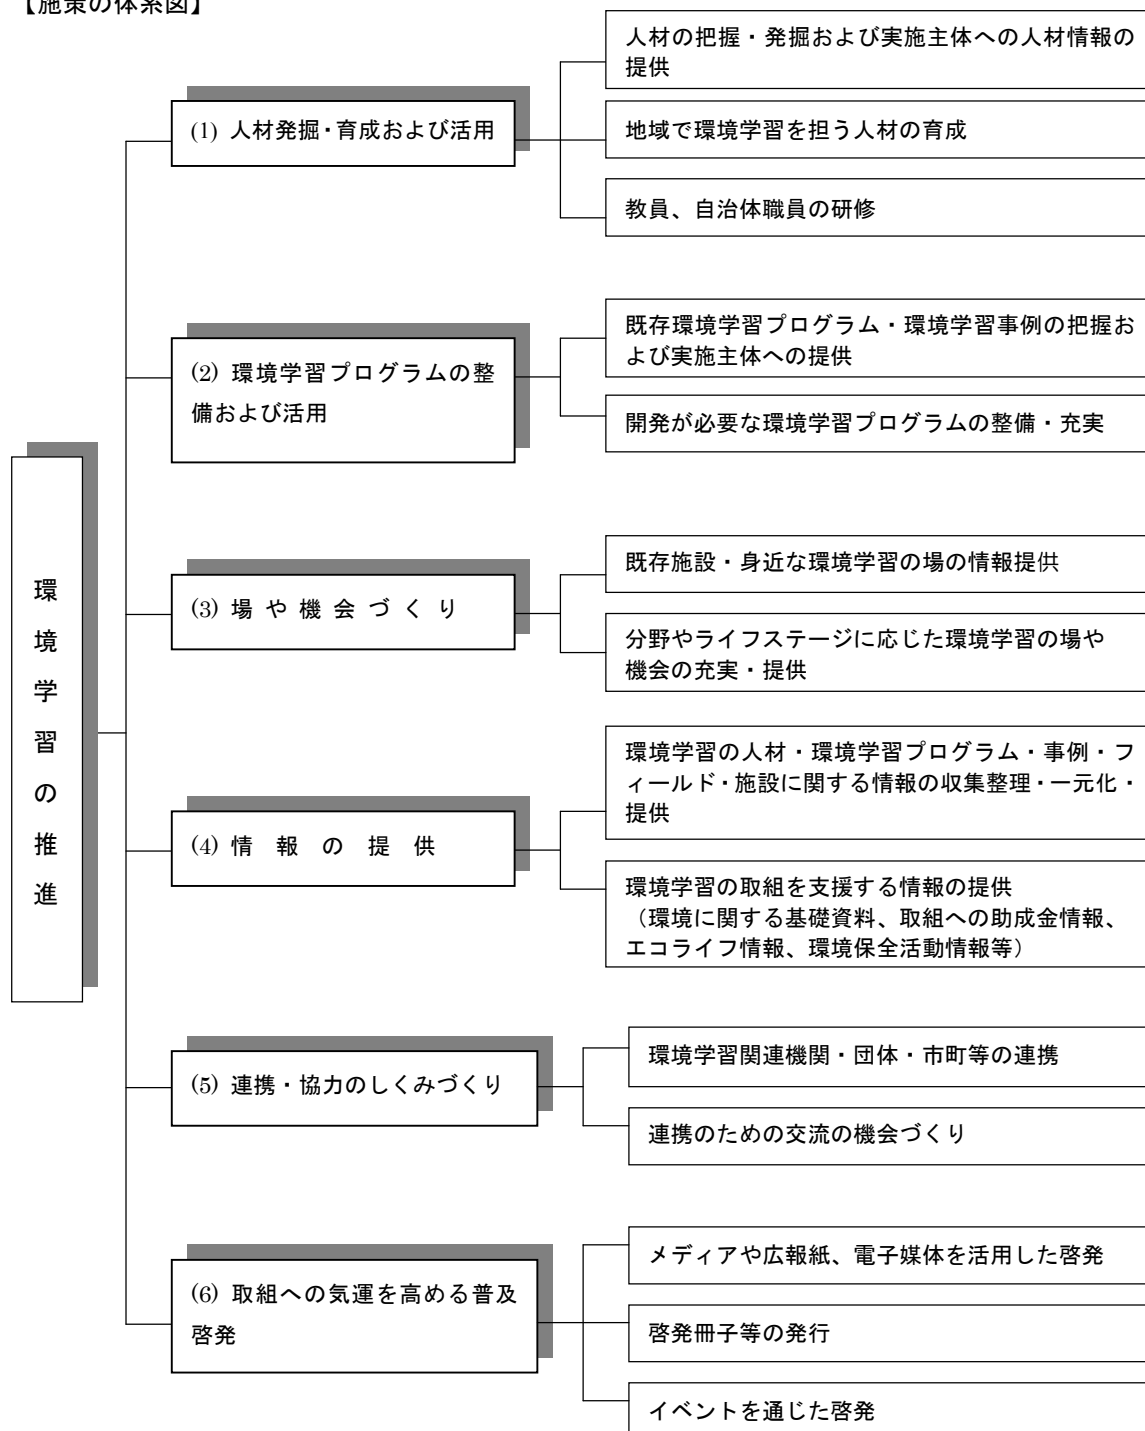 【施策の体系図】
環境学習の推進
(1) 人材発掘・育成および活用
人材の把握・発掘および実施主体への人材情報の
提供
地域で環境学習を担う人材の育成
教員、自治体職員の研修
(2) 環境学習プログラムの整
備および活用
既存環境学習プログラム・環境学習事例の把握お
よび実施主体への提供
開発が必要な環境学習プログラムの整備・充実
(3) 場や機会づくり
既存施設・身近な環境学習の場の情報提供
分野やライフステージに応じた環境学習の場や
機会の充実・提供
(4) 情報の提供
環境学習の人材・環境学習プログラム・事例・フ
ィールド・施設に関する情報の収集整理・一元化・
提供
環境学習の取組を支援する情報の提供
（環境に関する基礎資料、取組への助成金情報、
エコライフ情報、環境保全活動情報等）
(5) 連携・協力のしくみづくり
環境学習関連機関・団体・市町等の連携
連携のための交流の機会づくり
(6) 取組への気運を高める普及
啓発
メディアや広報紙、電子媒体を活用した啓発
啓発冊子等の発行
イベントを通じた啓発